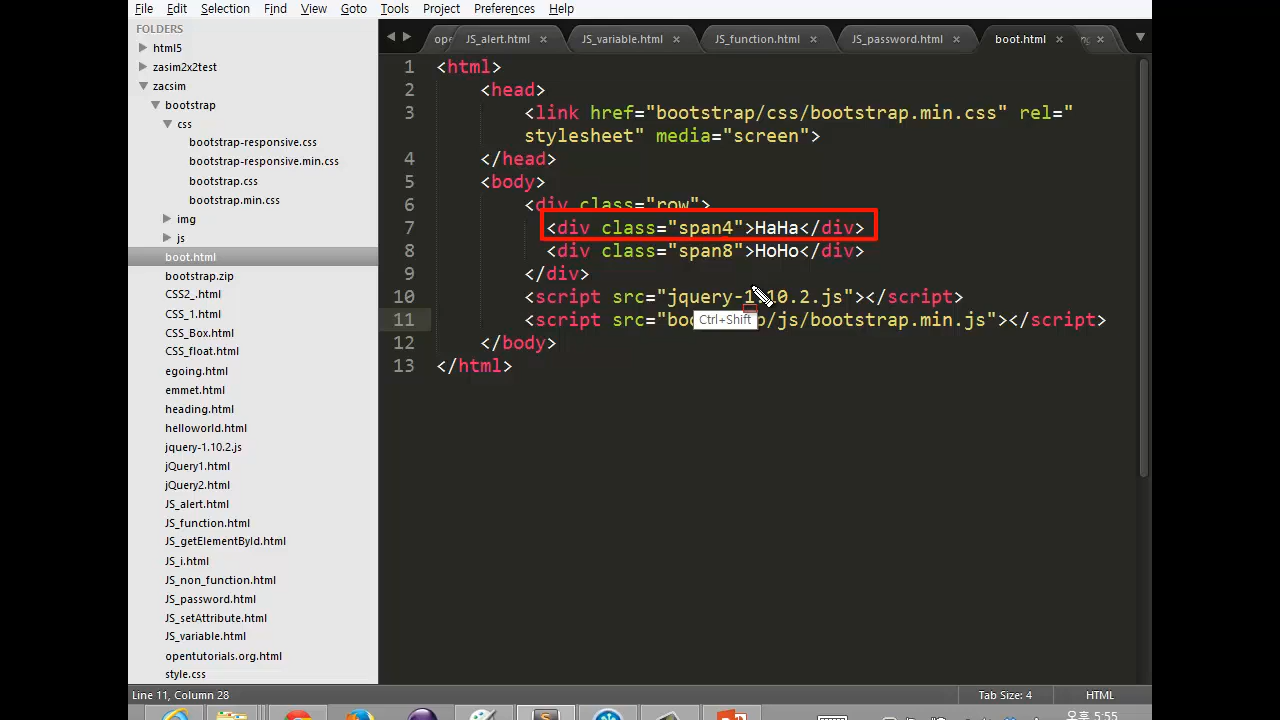 File Edit Selection Find View Goto Tools Project Preferences Help
FOLDERS
html5
zasim2x2test
zacsim
bootstrap
css
bootstrap-responsive.css
bootstrap-responsive.min.css
bootstrap.css
bootstrap.min.css
img
js
boot.html
bootstrap.zip
CSS2_.html
CSS_1.html
CSS_Box.html
CSS_float.html
egoing.html
emmet.html
heading.html
helloworld.html
jquery-1.10.2.js
jQuery1.html
jQuery2.html
JS_alert.html
JS_function.html
JS_getElementById.html
JS_i.html
JS_non_function.html
JS_password.html
JS_setAttribute.html
JS_variable.html
opentutorials.org.html
style.css
JS_alert.html × JS_variable.html × JS_function.html × JS_password.html × boot.html × ×
1 <html>
2 <head>
3 <link href="bootstrap/css/bootstrap.min.css" rel="
stylesheet" media="screen">
4 </head>
5 <body>
6 <div class="row">
7 <div class="span4">HaHa</div>
8 <div class="span8">HoHo</div>
9 </div>
10 <script src="jquery-1.10.2.js"></script>
11 <script src="boo p/js/bootstrap.min.js"></script>
Ctrl+Shift
12 </body>
13 </html>
Line 11, Column 28 Tab Size: 4 HTML
오후 5:55